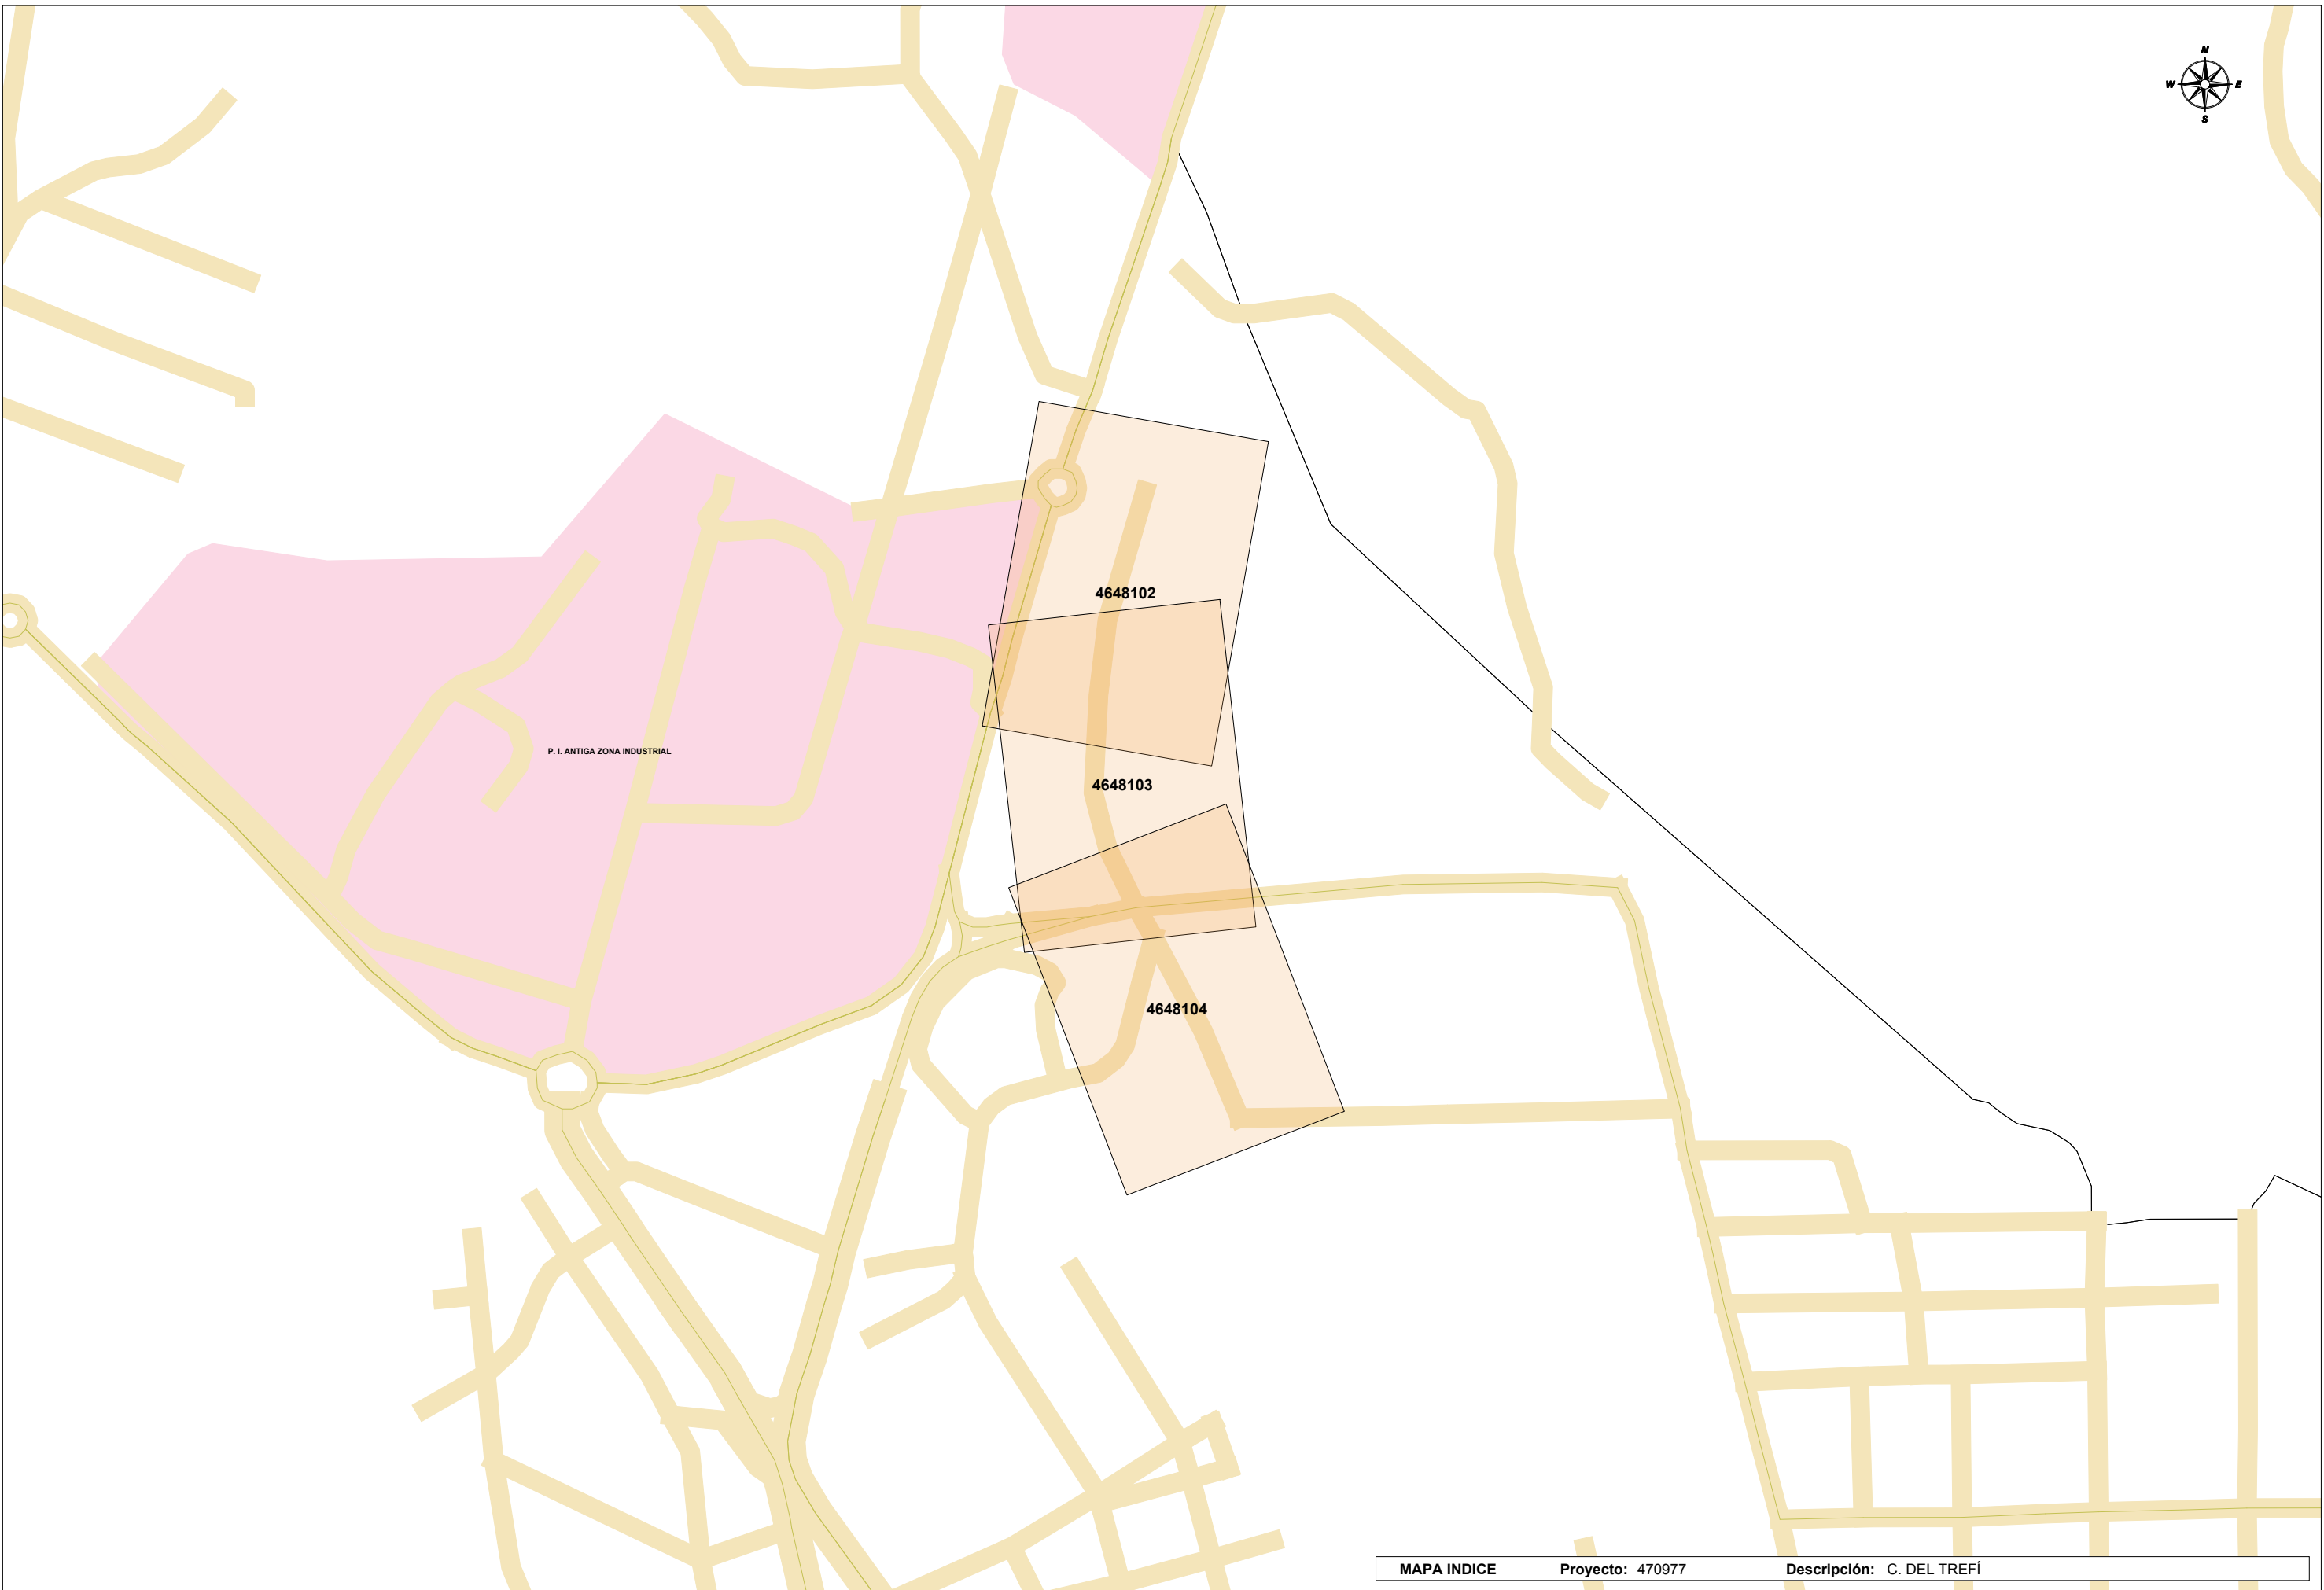 N
W E
S
4648102
P. I. ANTIGA ZONA INDUSTRIAL
4648103
4648104
MAPA INDICE Proyecto: 470977 Descripción: C. DEL TREFÍ